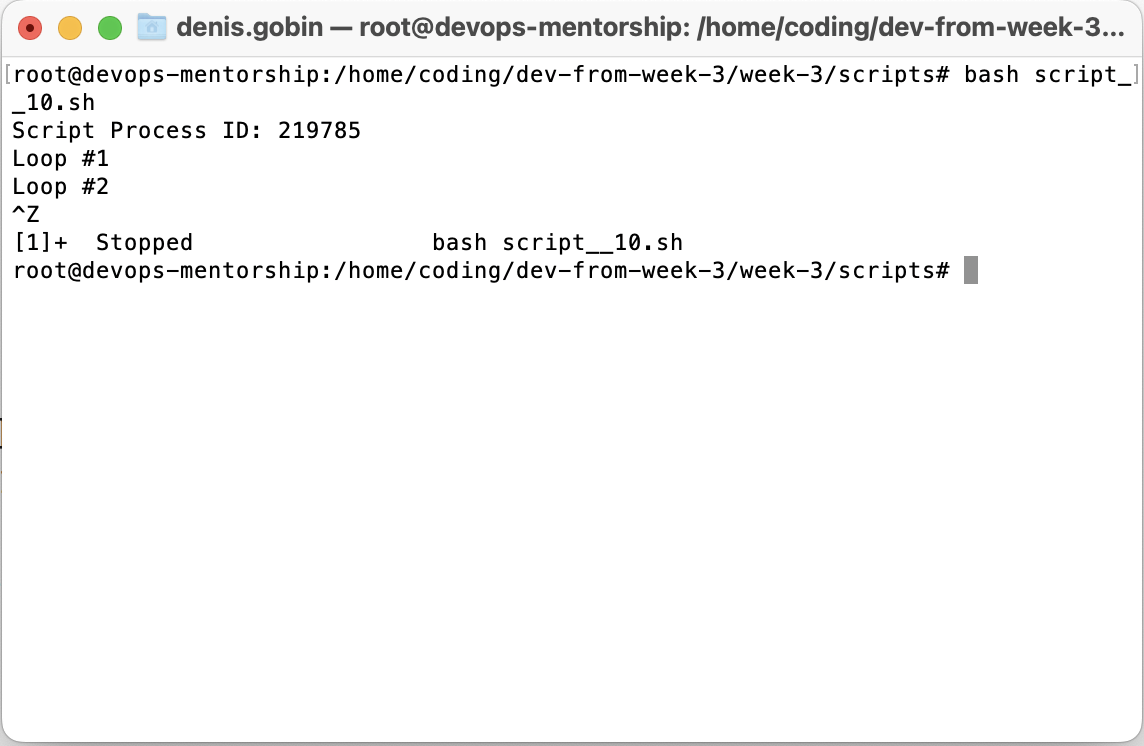 denis.gobin — root@devops-mentorship: /home/coding/dev-from-week-3...
[root@devops-mentorship:/home/coding/dev-from-week-3/week-3/scripts# bash script_]
_10.sh
Script Process ID: 219785
Loop #1
Loop #2
^Z
[1]+  Stopped                 bash script__10.sh
root@devops-mentorship:/home/coding/dev-from-week-3/week-3/scripts#